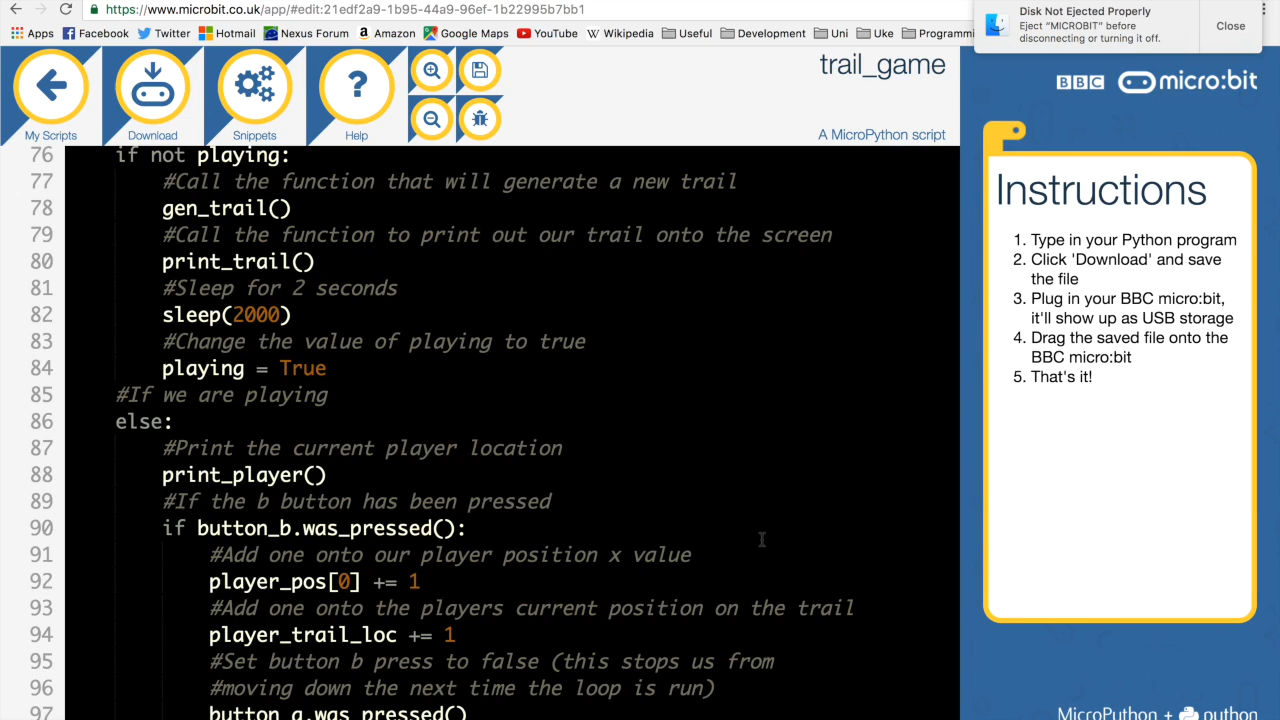 https://www.microbit.co.uk/app/#edit:21edf2a9-1b95-44a9-96ef-1b22995b7bb1
Apps Facebook Twitter Hotmail Nexus Forum Amazon Google Maps YouTube Wikipedia Useful Development Uni Uke Programmi
Disk Not Ejected Properly
Eject “MICROBIT” before
disconnecting or turning it off.
Close
My Scripts
Download
Snippets
Help
trail_game
A MicroPython script
BBC micro:bit
76 if not playing:
77 #Call the function that will generate a new trail
78 gen_trail()
79 #Call the function to print out our trail onto the screen
80 print_trail()
81 #Sleep for 2 seconds
82 sleep(2000)
83 #Change the value of playing to true
84 playing = True
85 #If we are playing
86 else:
87 #Print the current player location
88 print_player()
89 #If the b button has been pressed
90 if button_b.was_pressed():
91 #Add one onto our player position x value
92 player_pos[0] += 1
93 #Add one onto the players current position on the trail
94 player_trail_loc += 1
95 #Set button b press to false (this stops us from
96 #moving down the next time the loop is run)
97 button_a.was_pressed()
Instructions
1. Type in your Python program
2. Click 'Download' and save
the file
3. Plug in your BBC micro:bit,
it'll show up as USB storage
4. Drag the saved file onto the
BBC micro:bit
5. That's it!
MicroPython + python